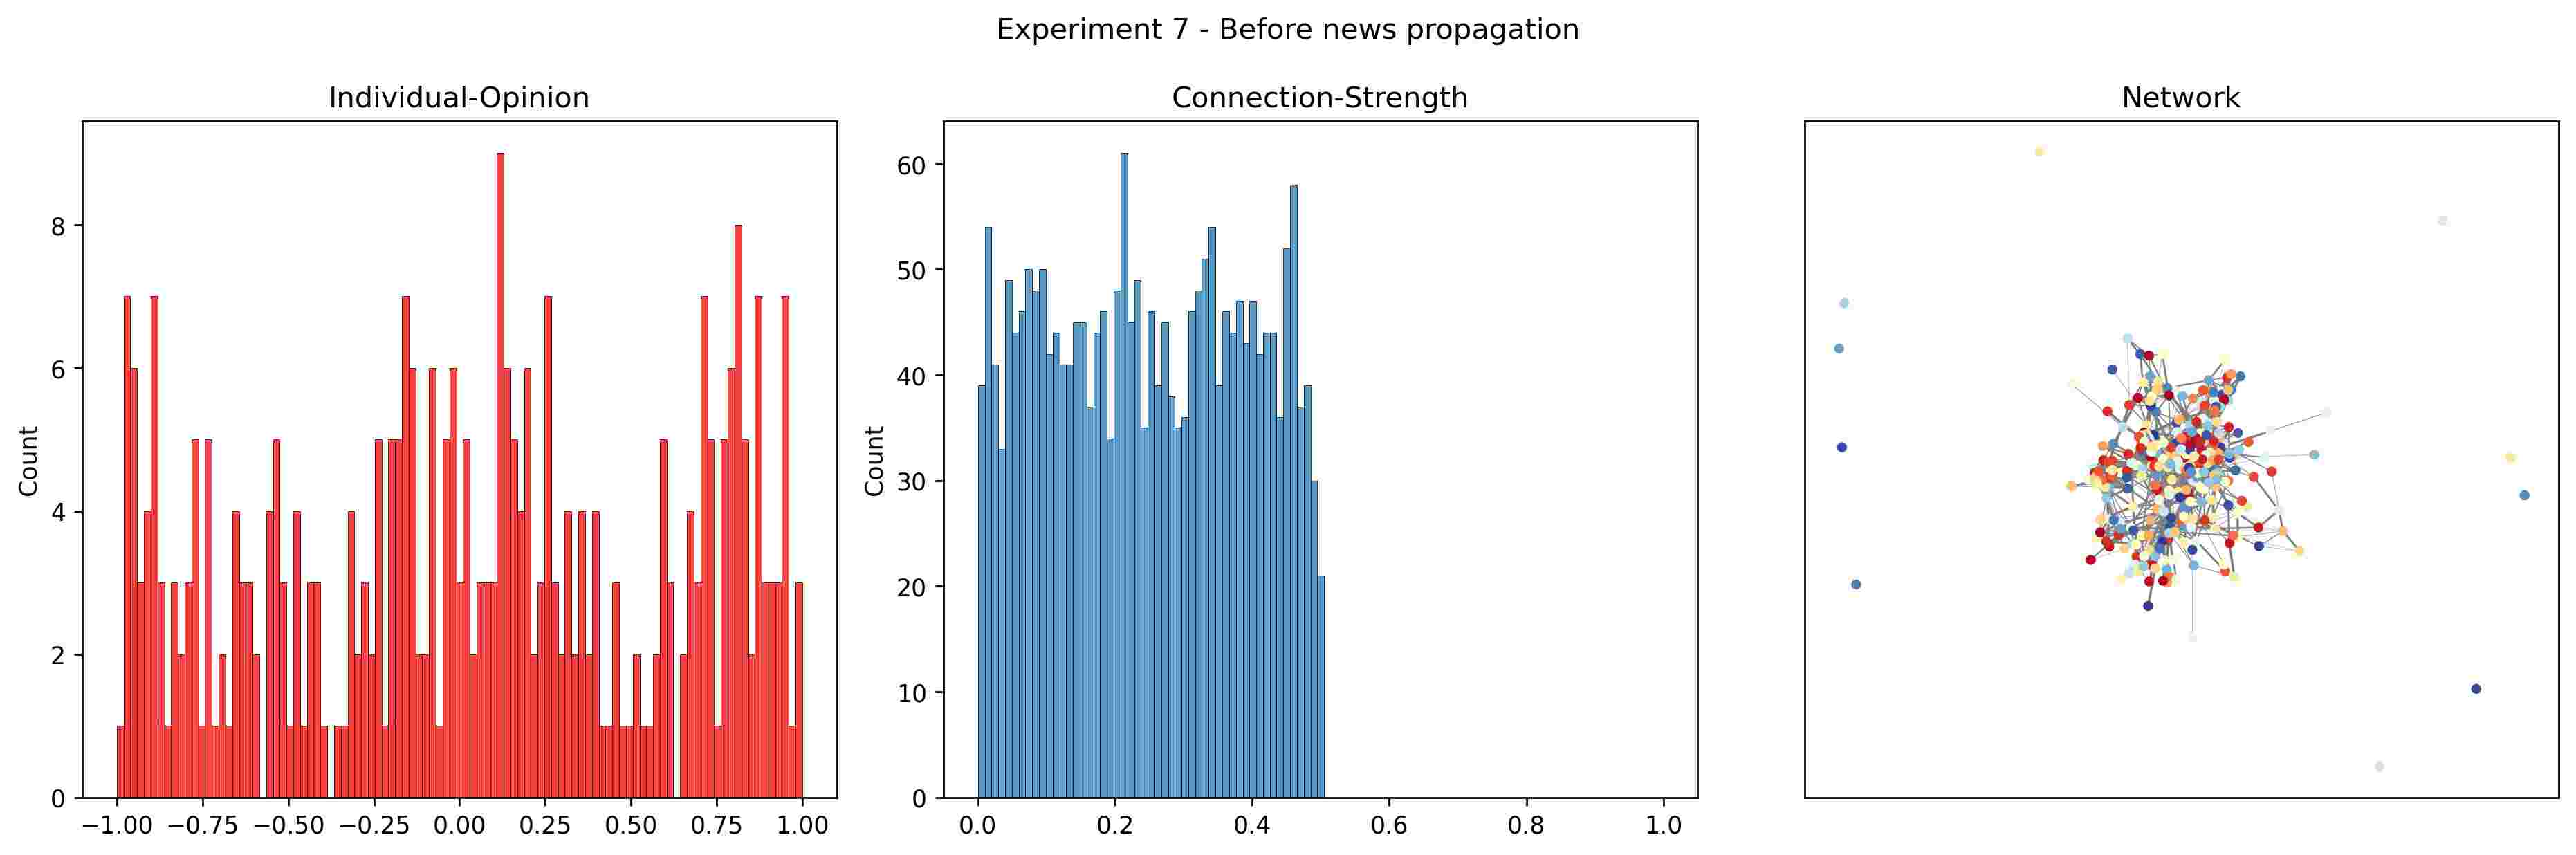 Experiment 7 - Before news propagation
Individual-Opinion
Count
8
6
4
2
0
−1.00 −0.75 −0.50 −0.25 0.00 0.25 0.50 0.75 1.00
Connection-Strength
Count
60
50
40
30
20
10
0
0.0 0.2 0.4 0.6 0.8 1.0
Network